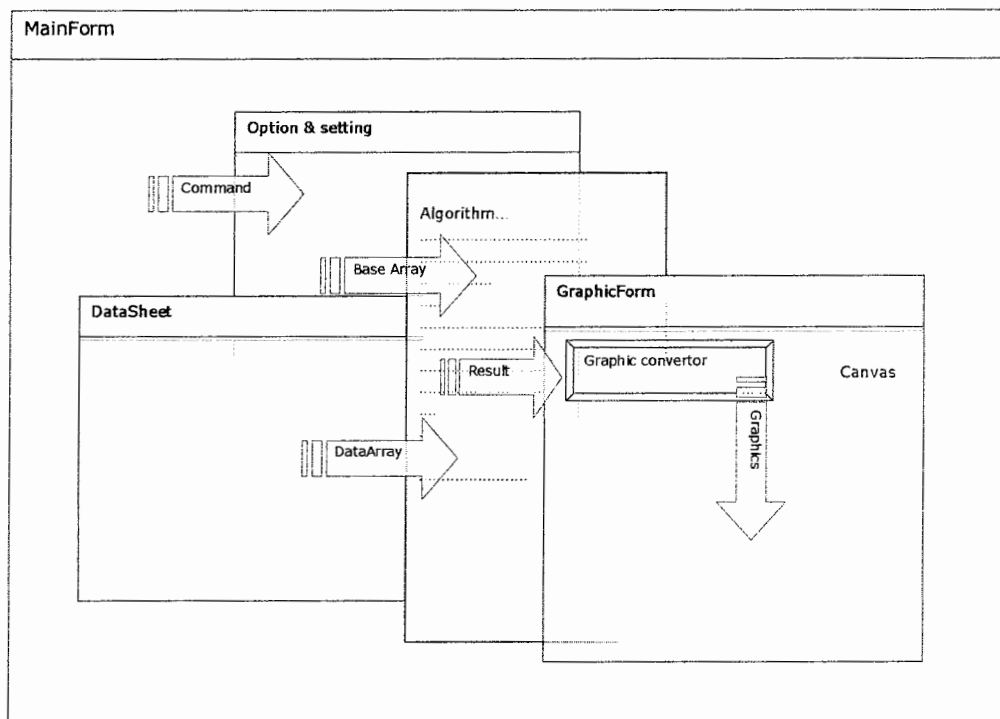 MainForm
Option & setting
Command
Algorithm...
Base Array
GraphicForm
DataSheet
Graphic convertor
Result
Canvas
Graphics
DataArray